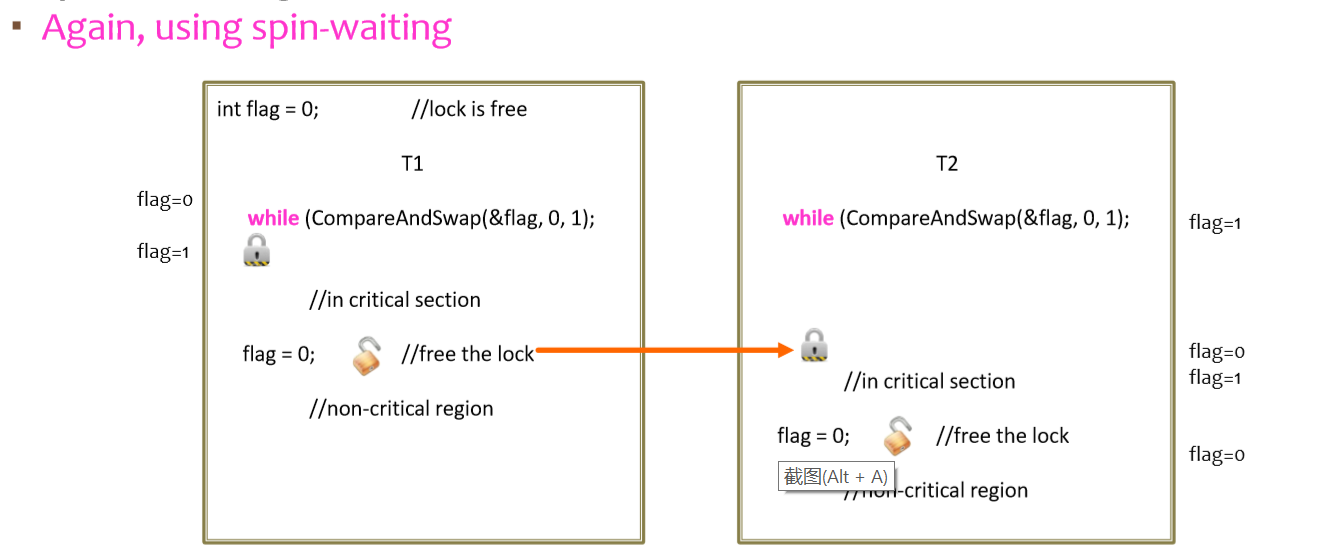 Again, using spin-waiting
int flag = 0; //lock is free
T1
flag=0
while (CompareAndSwap(&flag, 0, 1);
flag=1
//in critical section
flag = 0; //free the lock
//non-critical region
T2
while (CompareAndSwap(&flag, 0, 1);
flag=1
flag=0
flag=1
//in critical section
flag = 0; //free the lock
flag=0
截图(Alt + A)
//non-critical region